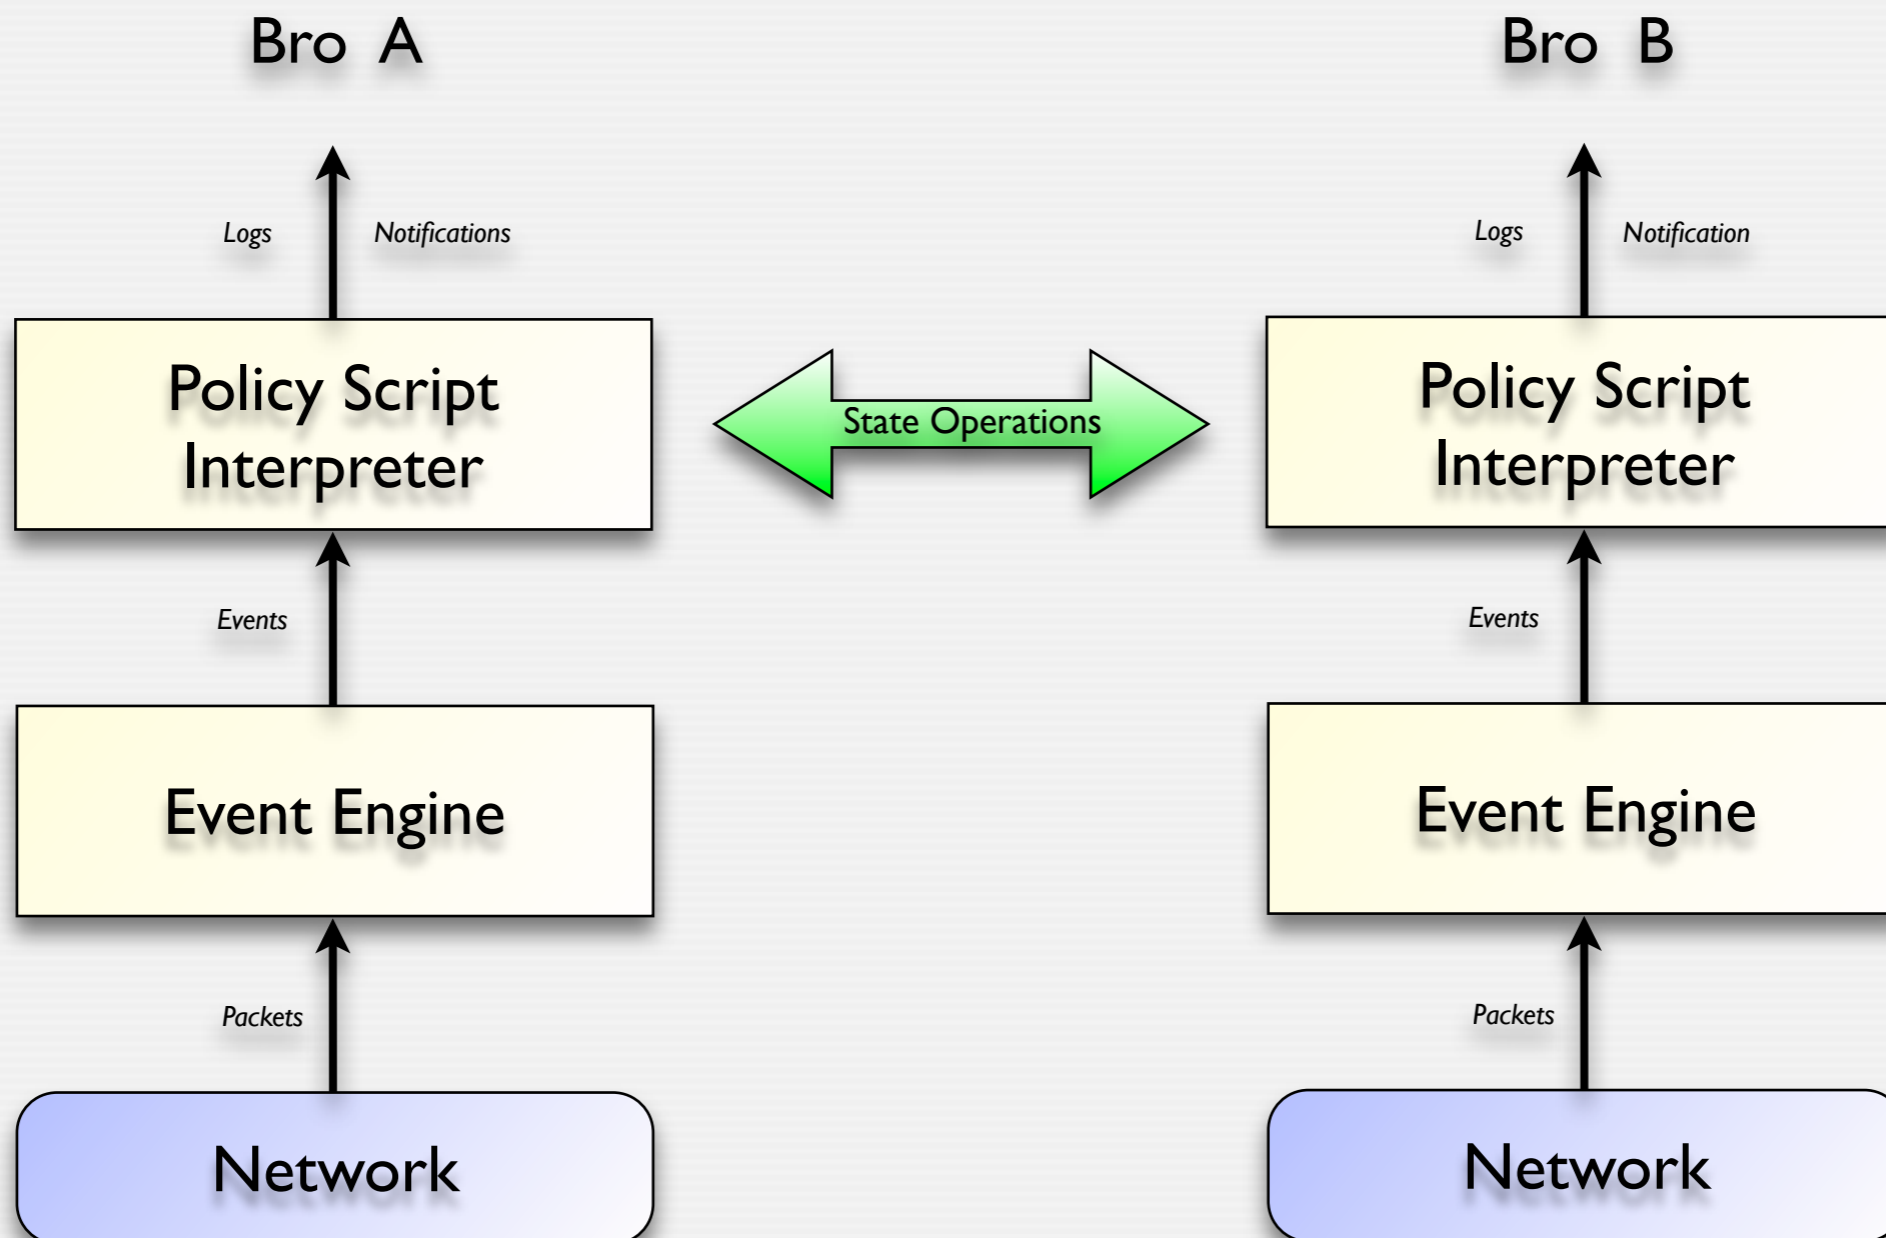 Bro A
Logs
Notifications
Policy Script
Interpreter
Events
Event Engine
Packets
Network
State Operations
Bro B
Logs
Notification
Policy Script
Interpreter
Events
Event Engine
Packets
Network